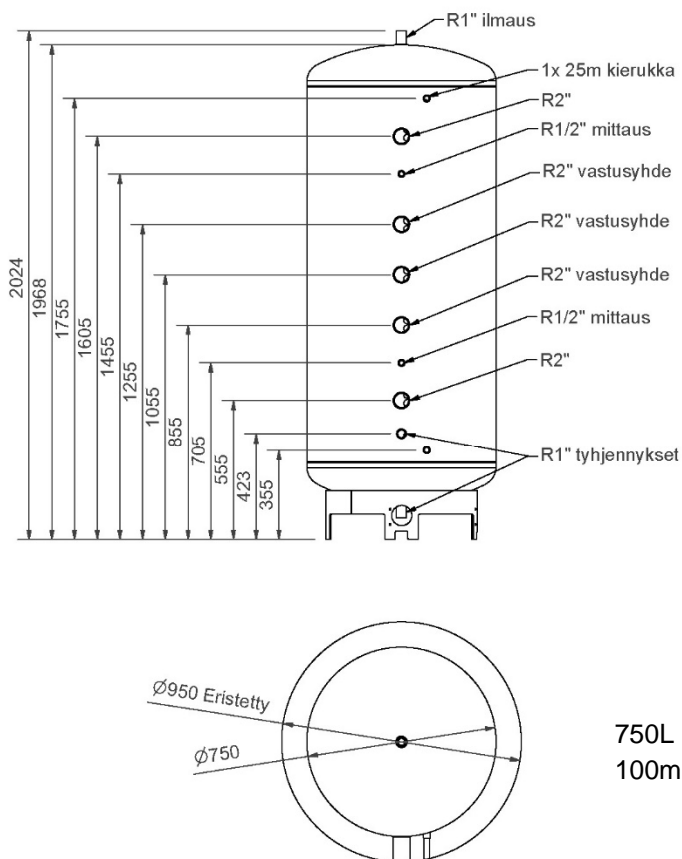 R1" ilmaus
1x 25m kierukka
R2"
R1/2" mittaus
R2" vastusyhde
R2" vastusyhde
R2" vastusyhde
R1/2" mittaus
R2"
R1" tyhjennykset
2024
1968
1755
1605
1455
1255
1055
855
705
555
423
355
Ø950 Eristetty
Ø750
750L
100m